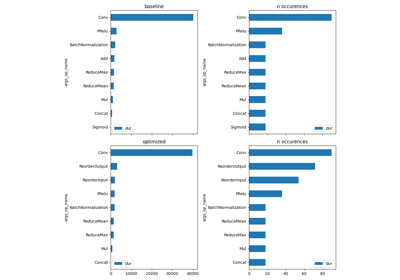 baseline
Conv
PRelu
BatchNormalization
Add
ReduceMax
ReduceMean
Mul
Concat
Sigmoid
args_op_name
dur
n occurences
Conv
PRelu
BatchNormalization
Add
ReduceMax
ReduceMean
Mul
Concat
Sigmoid
args_op_name
dur
optimized
Conv
ReorderOutput
ReorderInput
PRelu
BatchNormalization
ReduceMean
ReduceMax
Mul
Concat
args_op_name
dur
0 10000 20000 30000 40000
n occurences
Conv
ReorderOutput
ReorderInput
PRelu
BatchNormalization
ReduceMean
ReduceMax
Mul
Concat
args_op_name
dur
0 20 40 60 80